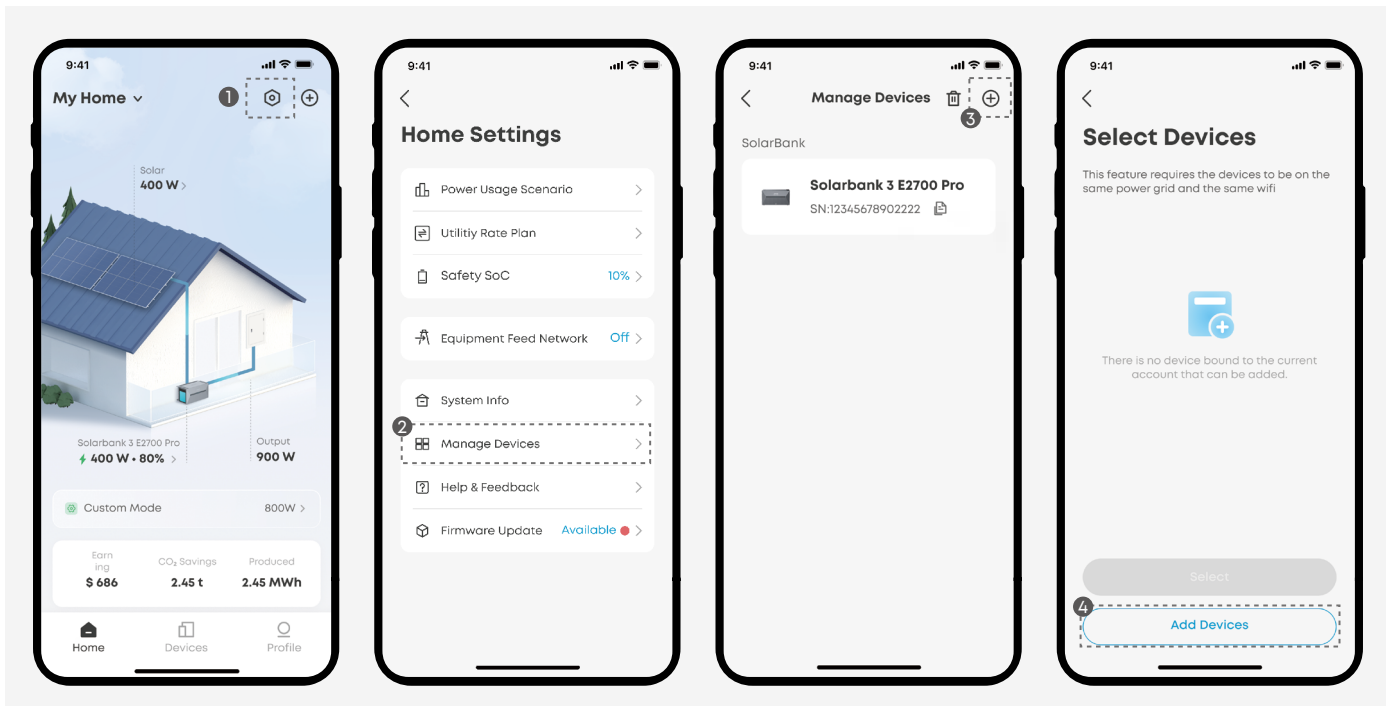 9:41
My Home
1
Solar
400 W
Solarbank 3 E2700 Pro
400 W • 80%
Output
900 W
Custom Mode
800W
Earn
ing
$ 686
CO₂ Savings
2.45 t
Produced
2.45 MWh
Home
Devices
Profile
9:41
Home Settings
Power Usage Scenario
Utilitiy Rate Plan
Safety SoC
10%
Equipment Feed Network
Off
System Info
2
Manage Devices
Help & Feedback
Firmware Update
Available
9:41
Manage Devices
3
SolarBank
Solarbank 3 E2700 Pro
SN:12345678902222
9:41
Select Devices
This feature requires the devices to be on the
same power grid and the same wifi
There is no device bound to the current
account that can be added.
Select
4
Add Devices